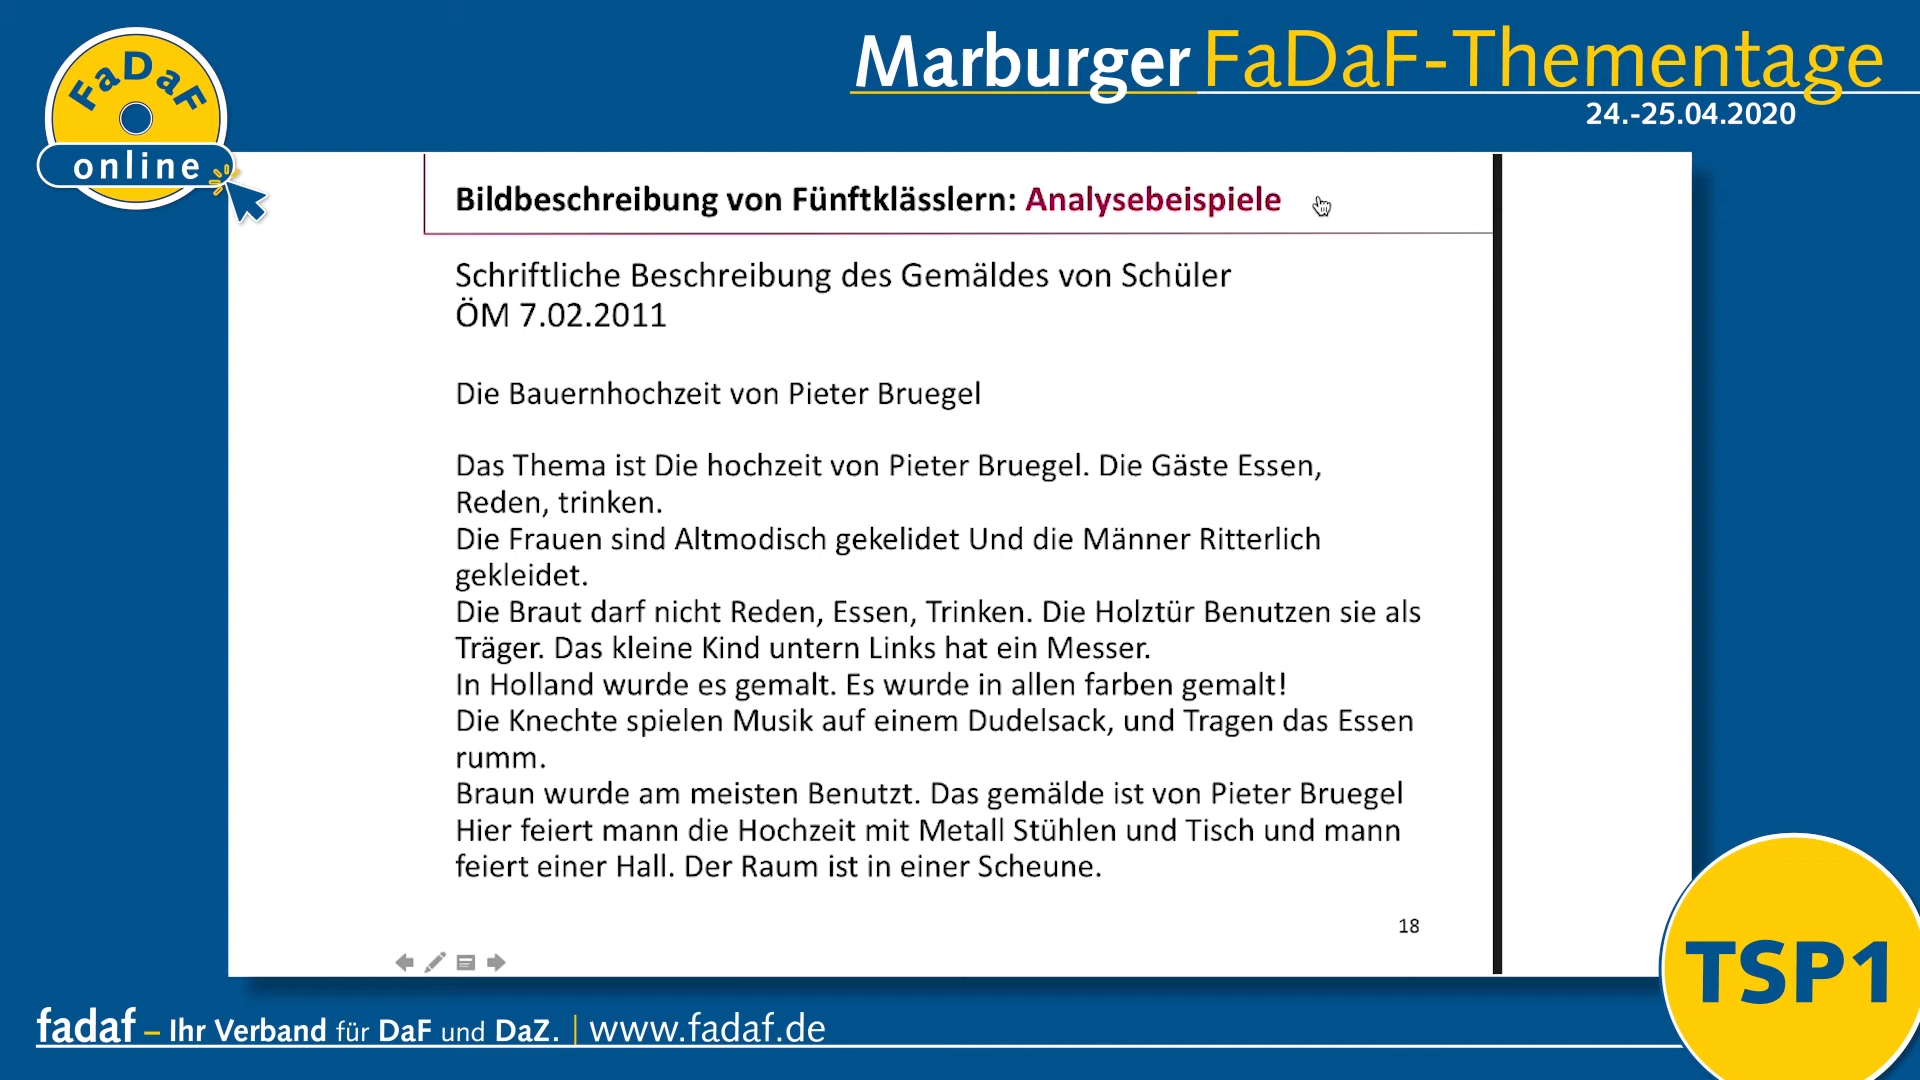 FaDaF
online
Marburger FaDaF-Thementage
24.-25.04.2020
Bildbeschreibung von Fünftklässlern: Analysebeispiele
Schriftliche Beschreibung des Gemäldes von Schüler
ÖM 7.02.2011
Die Bauernhochzeit von Pieter Bruegel
Das Thema ist Die hochzeit von Pieter Bruegel. Die Gäste Essen,
Reden, trinken.
Die Frauen sind Altmodisch gekelidet Und die Männer Ritterlich
gekleidet.
Die Braut darf nicht Reden, Essen, Trinken. Die Holztür Benutzen sie als
Träger. Das kleine Kind untern Links hat ein Messer.
In Holland wurde es gemalt. Es wurde in allen farben gemalt!
Die Knechte spielen Musik auf einem Dudelsack, und Tragen das Essen
rumm.
Braun wurde am meisten Benutzt. Das gemälde ist von Pieter Bruegel
Hier feiert mann die Hochzeit mit Metall Stühlen und Tisch und mann
feiert einer Hall. Der Raum ist in einer Scheune.
18
TSP1
fadaf – Ihr Verband für DaF und DaZ. | www.fadaf.de